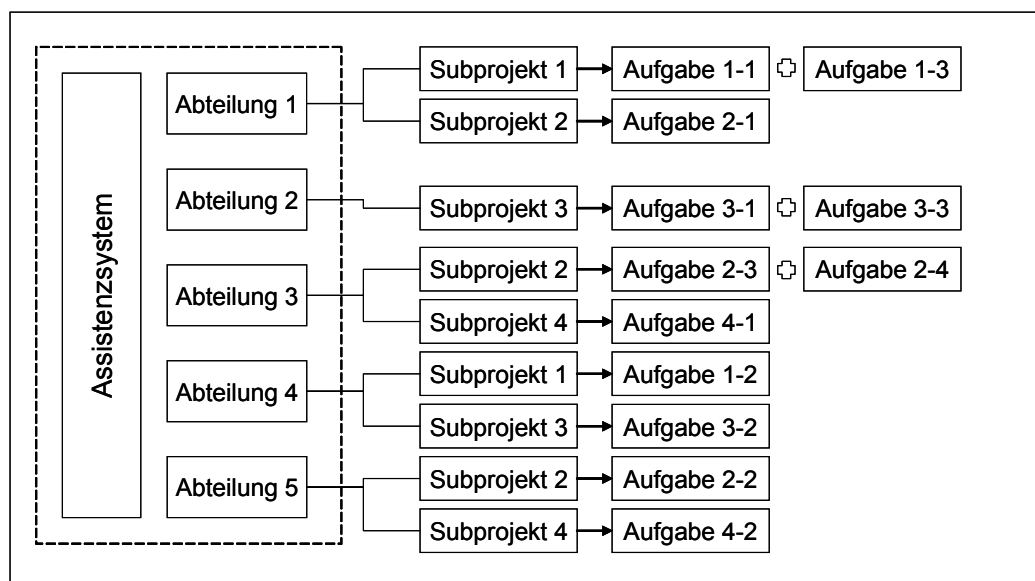 Assistenzsystem
Abteilung 1
Subprojekt 1
Aufgabe 1-1
Aufgabe 1-3
Subprojekt 2
Aufgabe 2-1
Abteilung 2
Subprojekt 3
Aufgabe 3-1
Aufgabe 3-3
Abteilung 3
Subprojekt 2
Aufgabe 2-3
Aufgabe 2-4
Subprojekt 4
Aufgabe 4-1
Abteilung 4
Subprojekt 1
Aufgabe 1-2
Subprojekt 3
Aufgabe 3-2
Abteilung 5
Subprojekt 2
Aufgabe 2-2
Subprojekt 4
Aufgabe 4-2